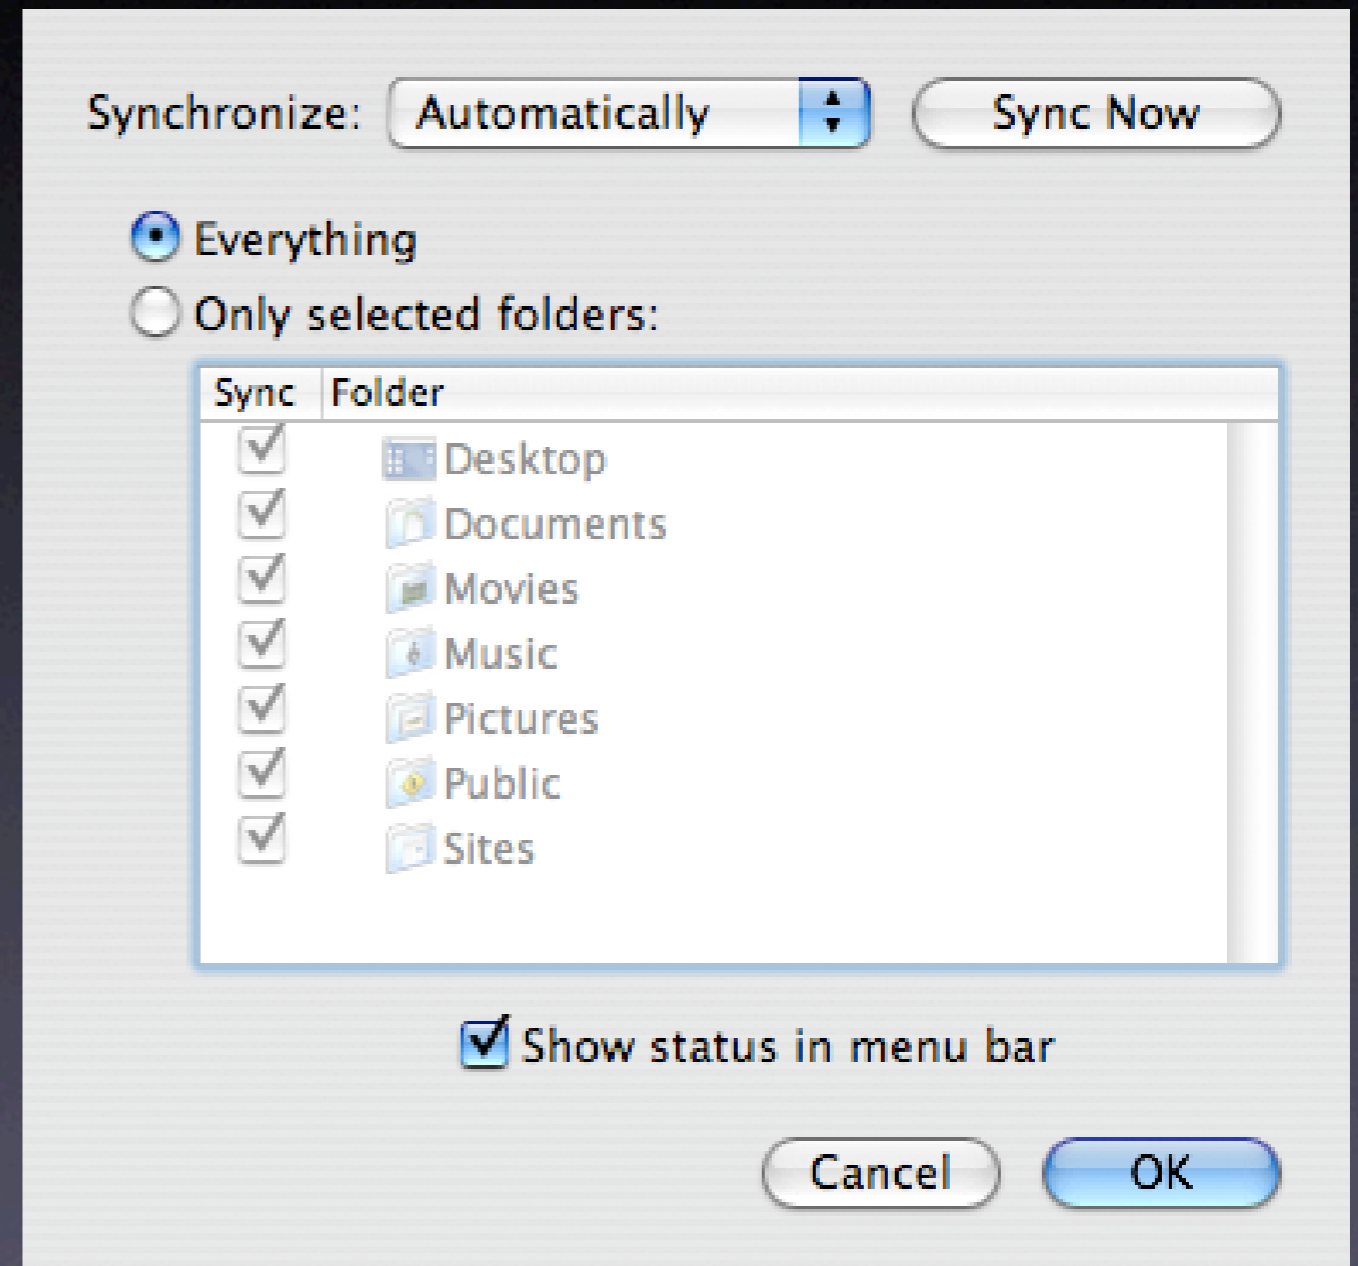 Synchronize: Automatically Sync Now
Everything
Only selected folders:
Sync Folder
Desktop
Documents
Movies
Music
Pictures
Public
Sites
Show status in menu bar
Cancel OK